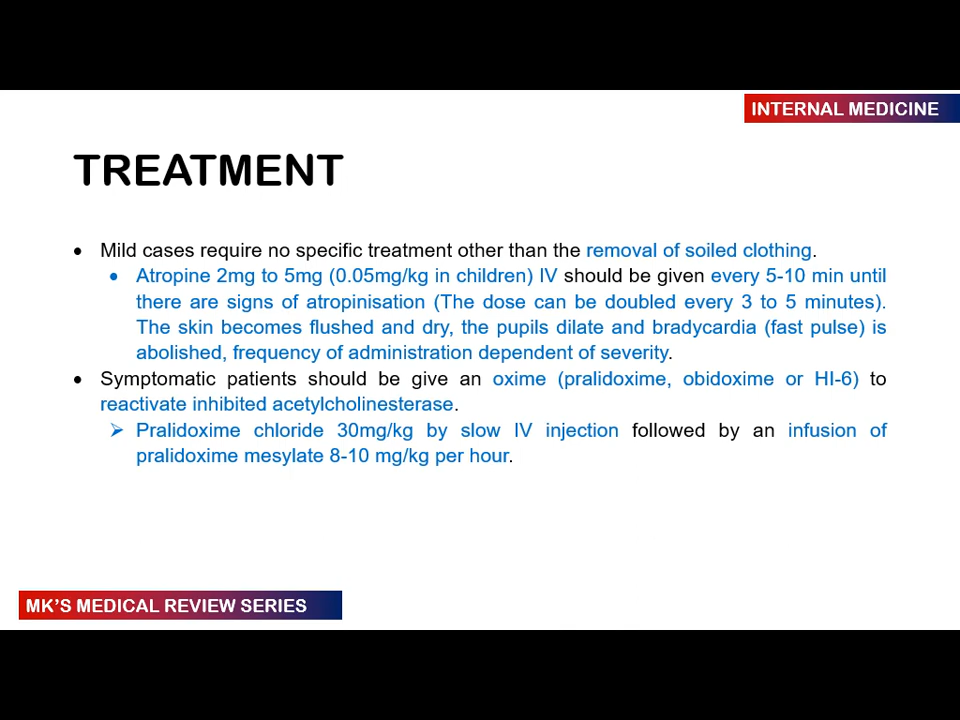 INTERNAL MEDICINE
TREATMENT
• Mild cases require no specific treatment other than the removal of soiled clothing.
• Atropine 2mg to 5mg (0.05mg/kg in children) IV should be given every 5-10 min until
there are signs of atropinisation (The dose can be doubled every 3 to 5 minutes).
The skin becomes flushed and dry, the pupils dilate and bradycardia (fast pulse) is
abolished, frequency of administration dependent of severity.
• Symptomatic patients should be give an oxime (pralidoxime, obidoxime or HI-6) to
reactivate inhibited acetylcholinesterase.
➢ Pralidoxime chloride 30mg/kg by slow IV injection followed by an infusion of
pralidoxime mesylate 8-10 mg/kg per hour.
MK'S MEDICAL REVIEW SERIES